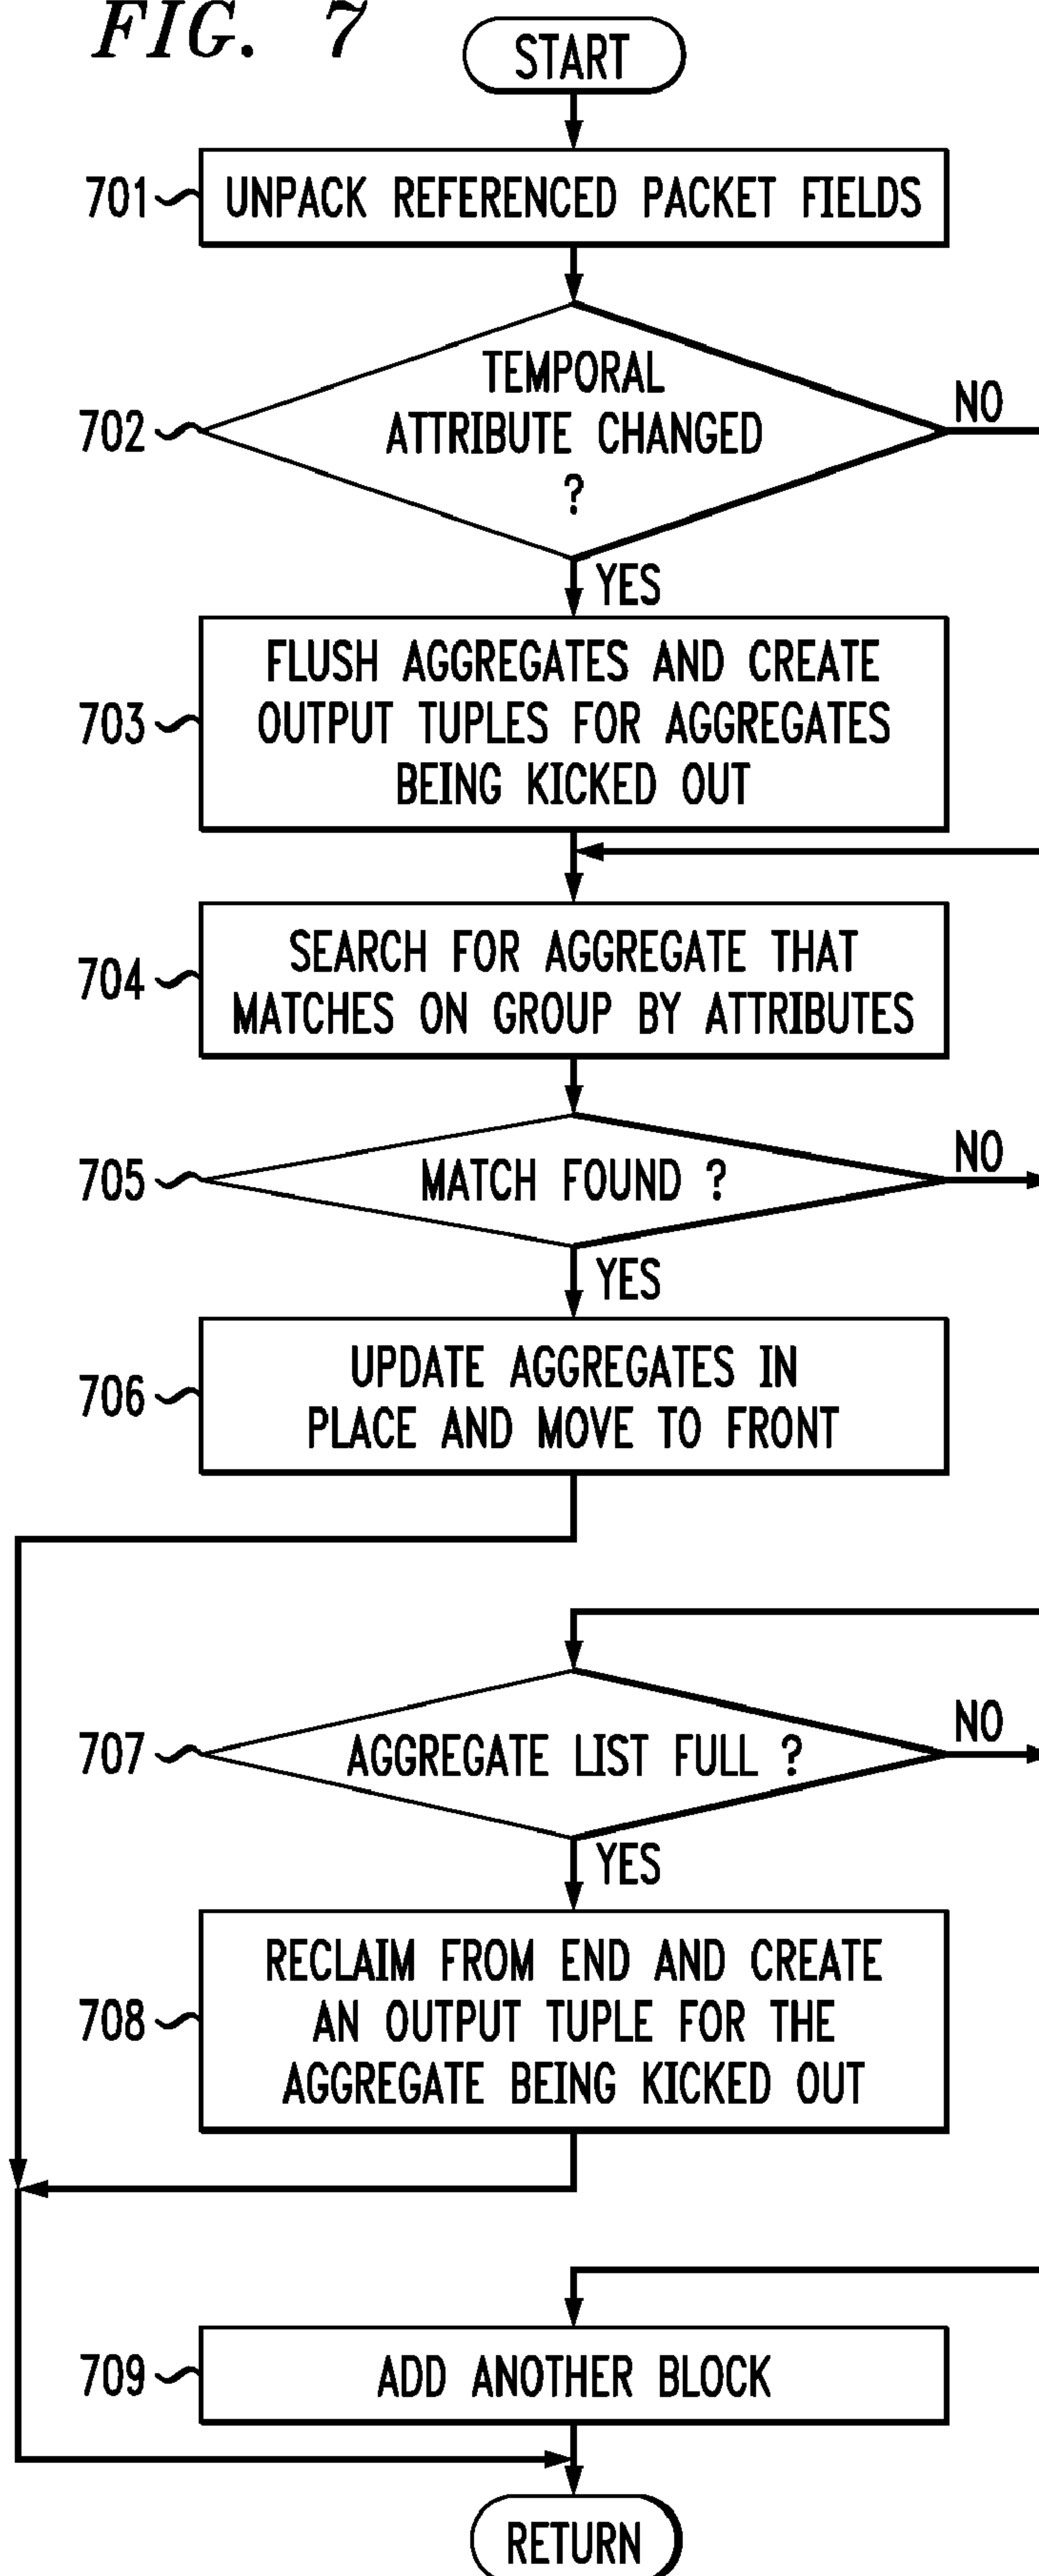 FIG. 7
START
701
UNPACK REFERENCED PACKET FIELDS
702
TEMPORAL
ATTRIBUTE CHANGED
?
NO
YES
703
FLUSH AGGREGATES AND CREATE
OUTPUT TUPLES FOR AGGREGATES
BEING KICKED OUT
704
SEARCH FOR AGGREGATE THAT
MATCHES ON GROUP BY ATTRIBUTES
705
MATCH FOUND ?
NO
YES
706
UPDATE AGGREGATES IN
PLACE AND MOVE TO FRONT
707
AGGREGATE LIST FULL ?
NO
YES
708
RECLAIM FROM END AND CREATE
AN OUTPUT TUPLE FOR THE
AGGREGATE BEING KICKED OUT
709
ADD ANOTHER BLOCK
RETURN